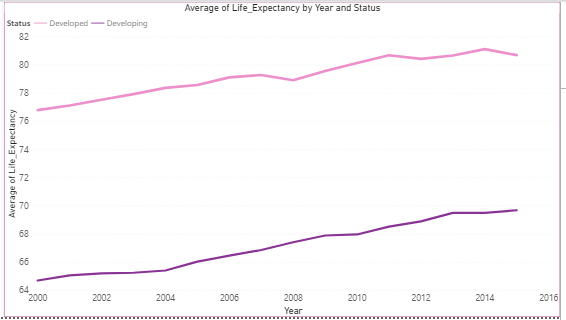 Average of Life_Expectancy by Year and Status
Status Developed Developing
82
80
78
76
74
72
70
68
66
64
Average of Life_Expectancy
2000 2002 2004 2006 2008 2010 2012 2014 2016
Year